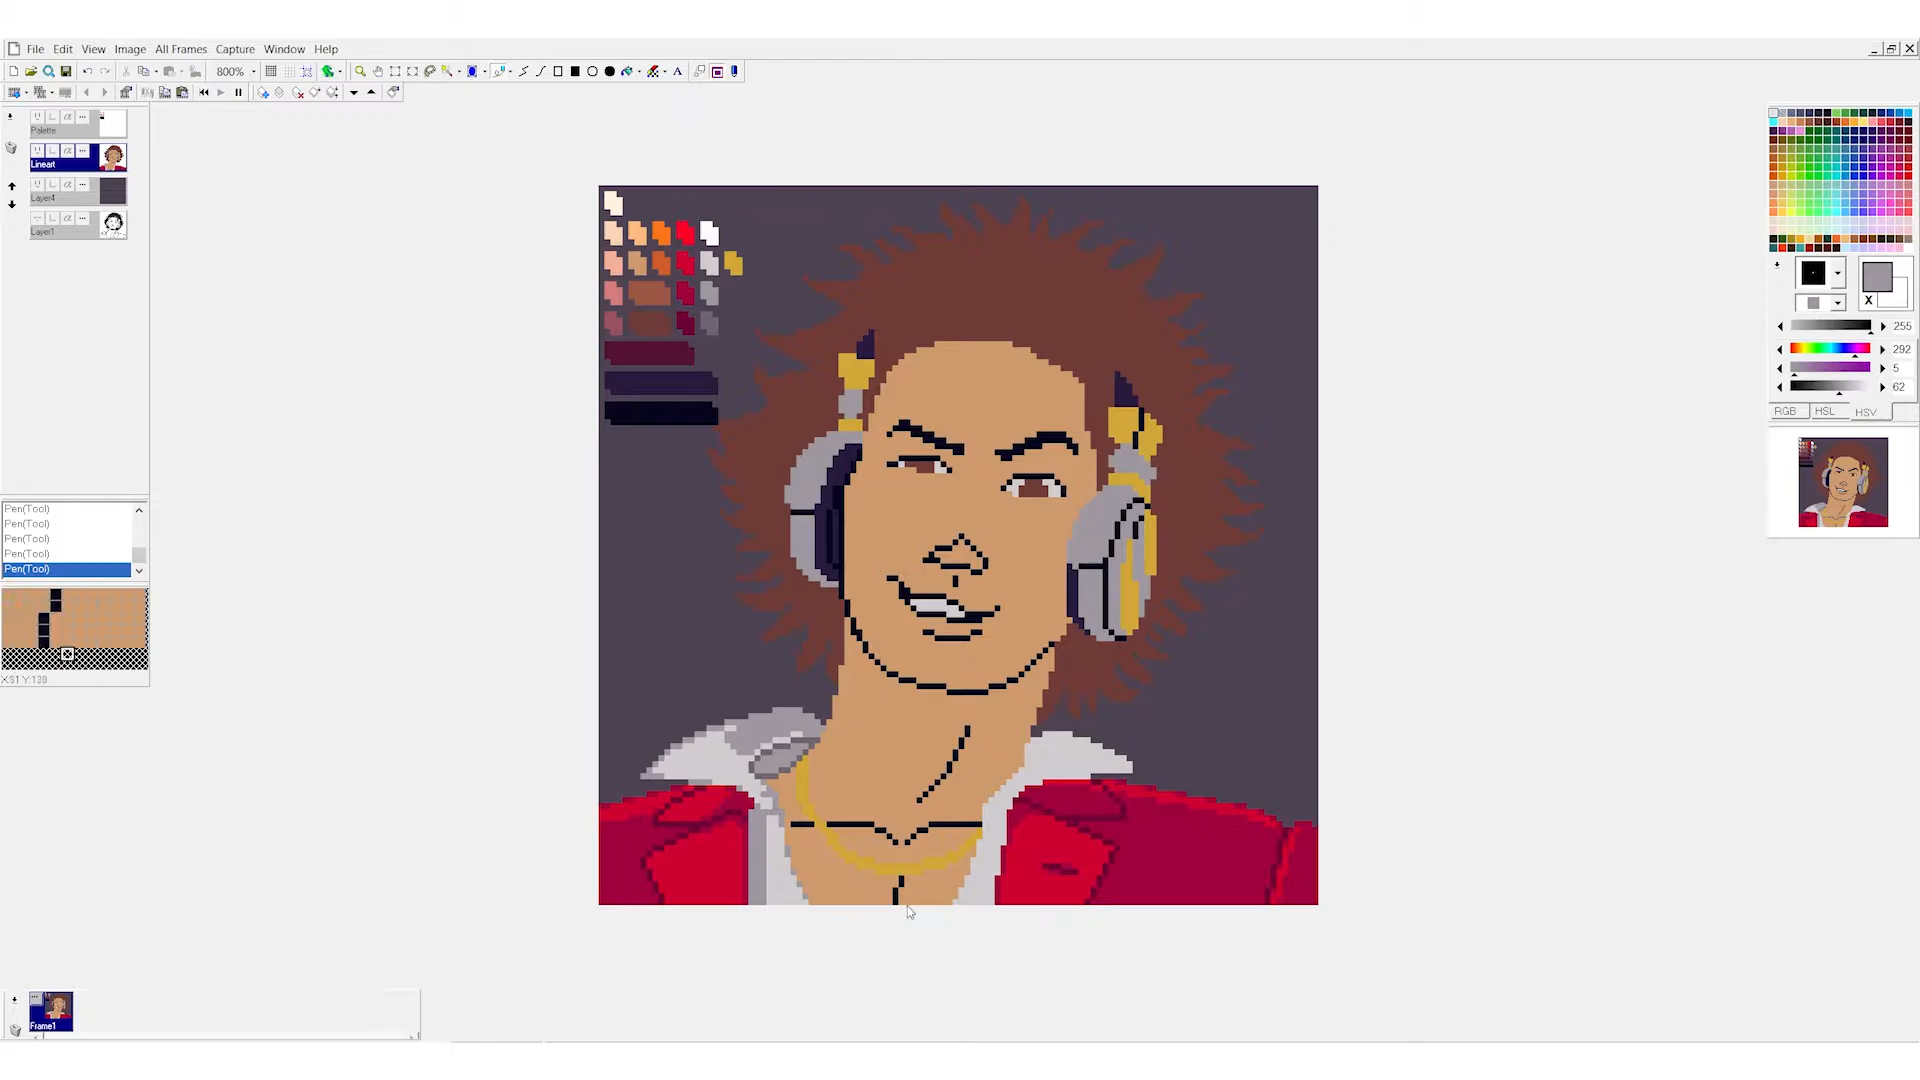 File Edit View Image All Frames Capture Window Help
800%
Palette
Lineart
Layer4
Layer1
255
292
5
62
RGB HSL HSV
X
Pen(Tool)
Pen(Tool)
Pen(Tool)
Pen(Tool)
Pen(Tool)
X:91 Y:139
Frame1